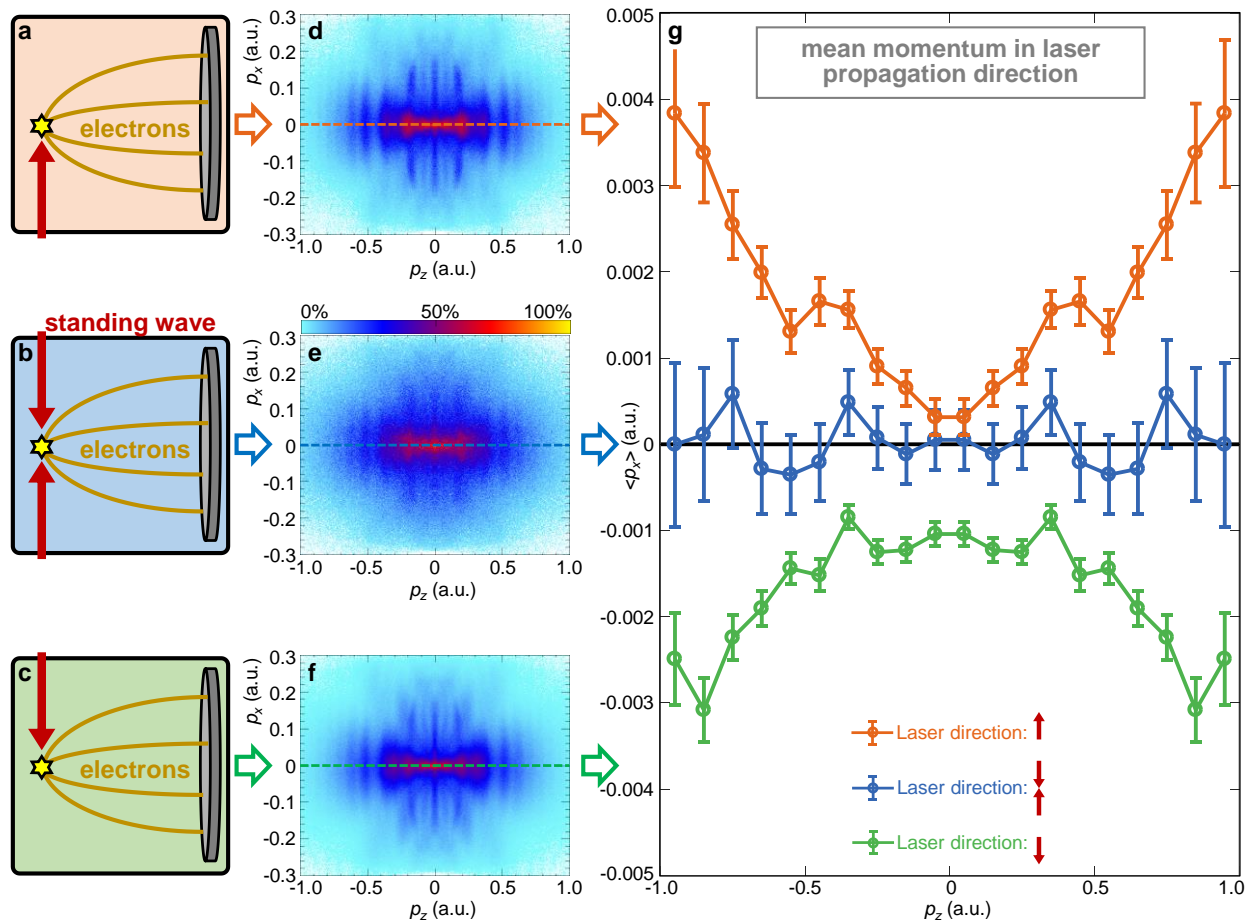 a
electrons
d
0.3
0.2
0.1
0
-0.1
-0.2
-0.3
pₓ (a.u.)
-1.0
-0.5
0
0.5
1.0
p_z (a.u.)
standing wave
b
electrons
0%
50%
100%
e
0.3
0.2
0.1
0
-0.1
-0.2
-0.3
pₓ (a.u.)
-1.0
-0.5
0
0.5
1.0
p_z (a.u.)
c
electrons
f
0.3
0.2
0.1
0
-0.1
-0.2
-0.3
pₓ (a.u.)
-1.0
-0.5
0
0.5
1.0
p_z (a.u.)
g
mean momentum in laser
propagation direction
0.005
0.004
0.003
0.002
0.001
0
-0.001
-0.002
-0.003
-0.004
-0.005
<pₓ> (a.u.)
Laser direction:
Laser direction:
Laser direction:
-1.0
-0.5
0
0.5
1.0
p_z (a.u.)